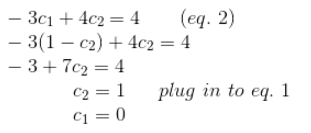 − 3c₁ + 4c₂ = 4 (eq. 2)
− 3(1 − c₂) + 4c₂ = 4
− 3 + 7c₂ = 4
c₂ = 1 plug in to eq. 1
c₁ = 0